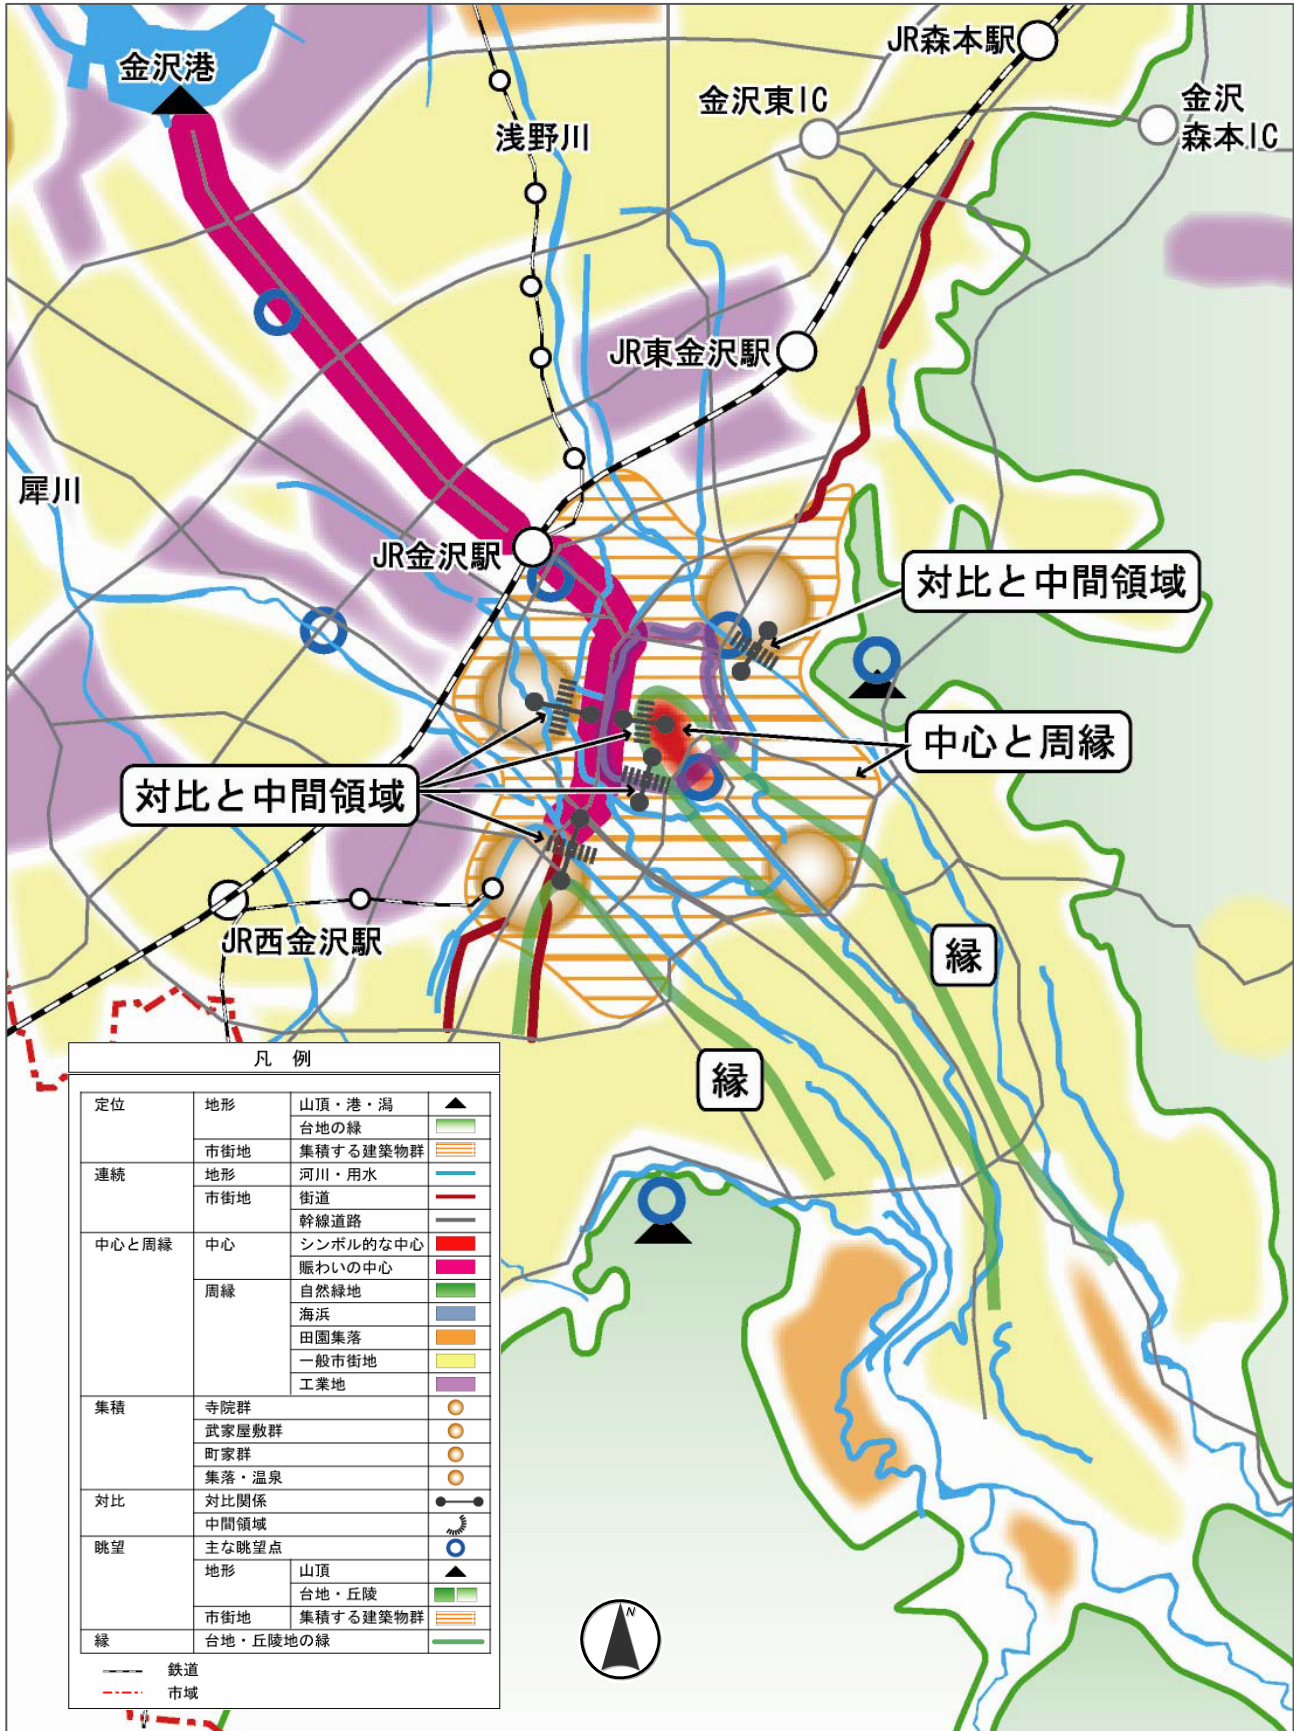 金沢港
JR森本駅
金沢東IC
金沢
森本IC
浅野川
JR東金沢駅
犀川
JR金沢駅
対比と中間領域
中心と周縁
対比と中間領域
JR西金沢駅
縁
縁
凡 例
定位 地形 山頂・港・潟
台地の緑
市街地 集積する建築物群
連続 地形 河川・用水
市街地 街道
幹線道路
中心と周縁 中心 シンボル的な中心
賑わいの中心
周縁 自然緑地
海浜
田園集落
一般市街地
工業地
集積 寺院群
武家屋敷群
町家群
集落・温泉
対比 対比関係
中間領域
眺望 主な眺望点
地形 山頂
台地・丘陵
市街地 集積する建築物群
縁 台地・丘陵地の縁
鉄道
市域
N